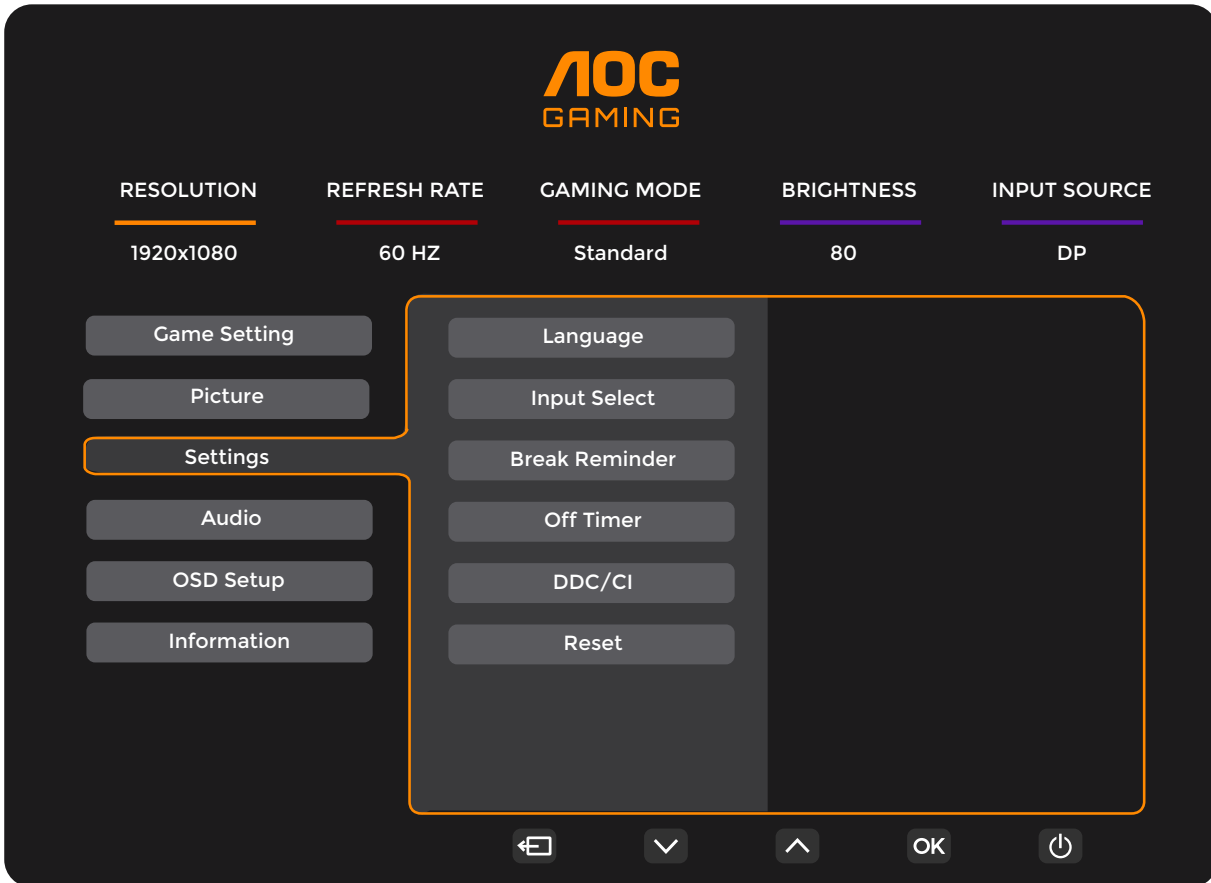 AOC
GAMING
RESOLUTION REFRESH RATE GAMING MODE BRIGHTNESS INPUT SOURCE
1920x1080 60 HZ Standard 80 DP
Game Setting Language
Picture Input Select
Settings Break Reminder
Audio Off Timer
OSD Setup DDC/CI
Information Reset
OK